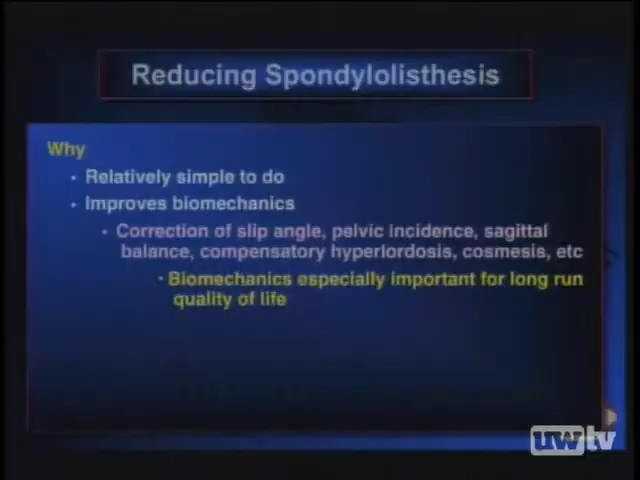 Reducing Spondylolisthesis
Why
• Relatively simple to do
• Improves biomechanics
• Correction of slip angle, pelvic incidence, sagittal
balance, compensatory hyperlordosis, cosmesis, etc
• Biomechanics especially important for long run
quality of life
uwtv